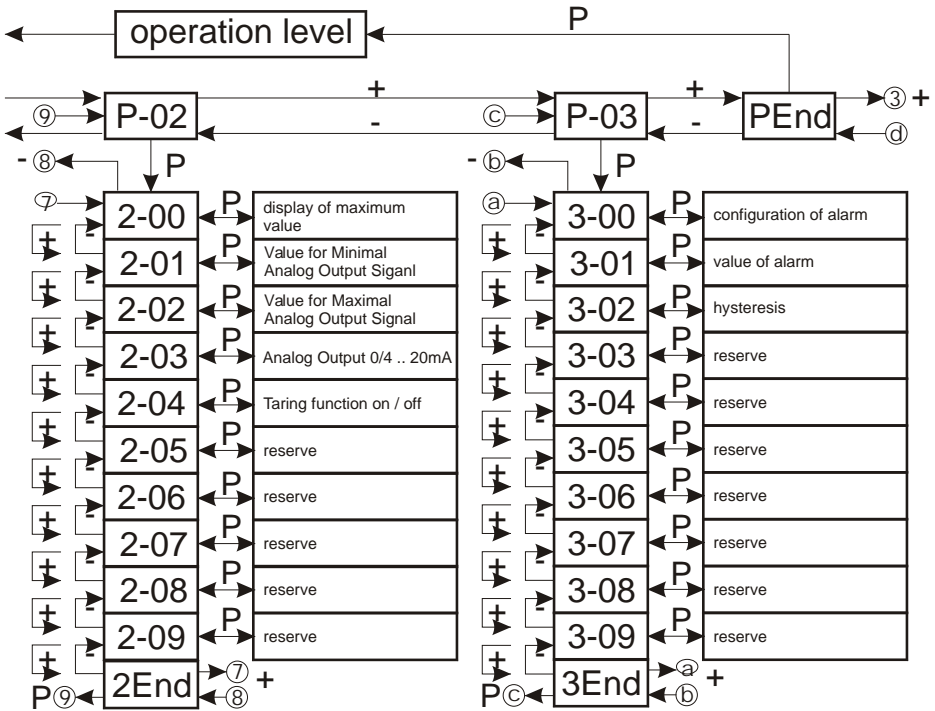 operation level
P
+
+
3 +
9
P-02
c
P-03
PEnd
-
-
d
- 8
P
- b
P
7
2-00
P
display of maximum
value
+
-
2-01
P
Value for Minimal
Analog Output Siganl
+
-
2-02
P
Value for Maximal
Analog Output Signal
+
-
2-03
P
Analog Output 0/4 .. 20mA
+
-
2-04
P
Taring function on / off
+
-
2-05
P
reserve
+
-
2-06
P
reserve
+
-
2-07
P
reserve
+
-
2-08
P
reserve
+
-
2-09
P
reserve
+
-
2End
7 +
P 9
8
a
3-00
P
configuration of alarm
+
-
3-01
P
value of alarm
+
-
3-02
P
hysteresis
+
-
3-03
P
reserve
+
-
3-04
P
reserve
+
-
3-05
P
reserve
+
-
3-06
P
reserve
+
-
3-07
P
reserve
+
-
3-08
P
reserve
+
-
3-09
P
reserve
+
-
3End
a +
P c
b